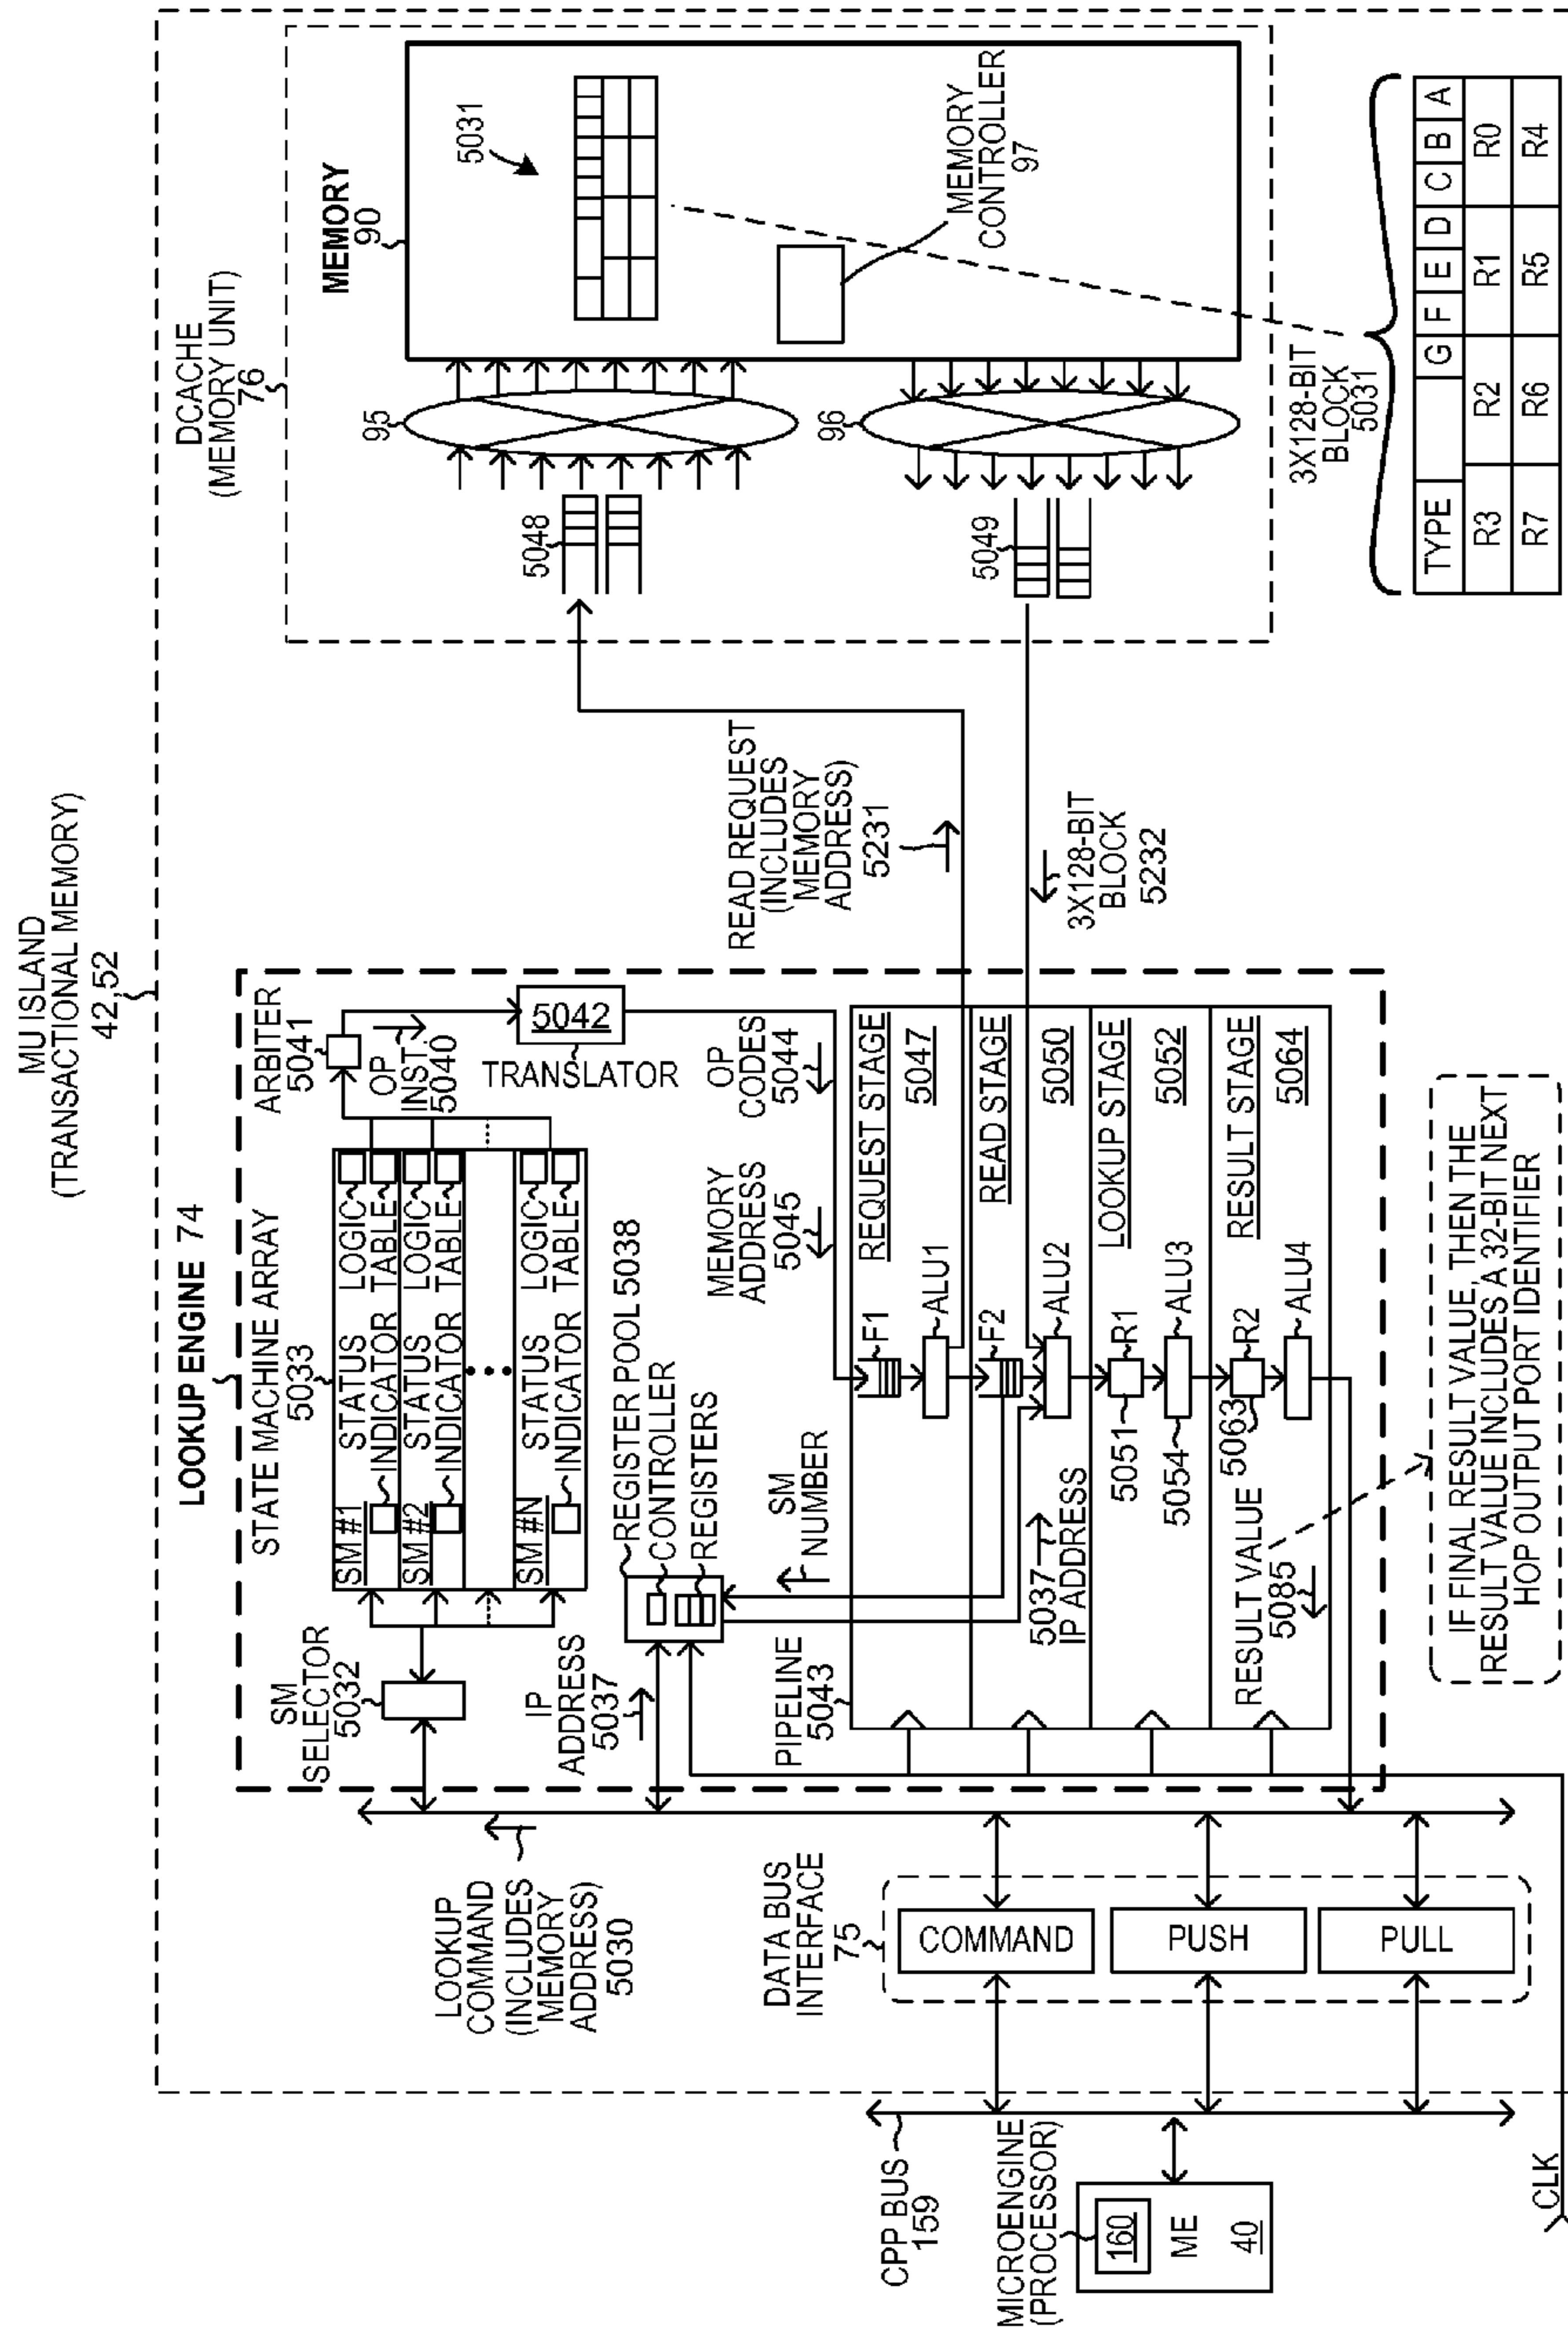 MU ISLAND
(TRANSACTIONAL MEMORY)
42,52
LOOKUP ENGINE 74
STATE MACHINE ARRAY
5033
SM
SELECTOR
5032
SM #1
STATUS
INDICATOR
LOGIC
TABLE
SM #2
STATUS
INDICATOR
LOGIC
TABLE
SM #N
STATUS
INDICATOR
LOGIC
TABLE
ARBITER
5041
OP
INST.
5040
5042
TRANSLATOR
LOOKUP
COMMAND
(INCLUDES
MEMORY
ADDRESS)
5030
IP
ADDRESS
5037
REGISTER POOL 5038
CONTROLLER
REGISTERS
SM
NUMBER
MEMORY
ADDRESS
5045
OP
CODES
5044
PIPELINE
5043
F1
REQUEST STAGE
5047
ALU1
F2
READ STAGE
5050
ALU2
5037
IP ADDRESS
R1
5051
LOOKUP STAGE
5052
ALU3
5054
R2
5063
RESULT STAGE
5064
ALU4
RESULT VALUE
5085
IF FINAL RESULT VALUE, THEN THE
RESULT VALUE INCLUDES A 32-BIT NEXT
HOP OUTPUT PORT IDENTIFIER
DATA BUS
INTERFACE
75
COMMAND
PUSH
PULL
CPP BUS
159
MICROENGINE
(PROCESSOR)
160
ME
40
CLK
READ REQUEST
(INCLUDES
MEMORY
ADDRESS)
5231
3X128-BIT
BLOCK
5232
DCACHE
(MEMORY UNIT)
76
MEMORY
90
95
96
5048
5049
5031
MEMORY
CONTROLLER
97
3X128-BIT
BLOCK
5031
TYPE G F E D C B A
R3 R2 R1 R0
R7 R6 R5 R4